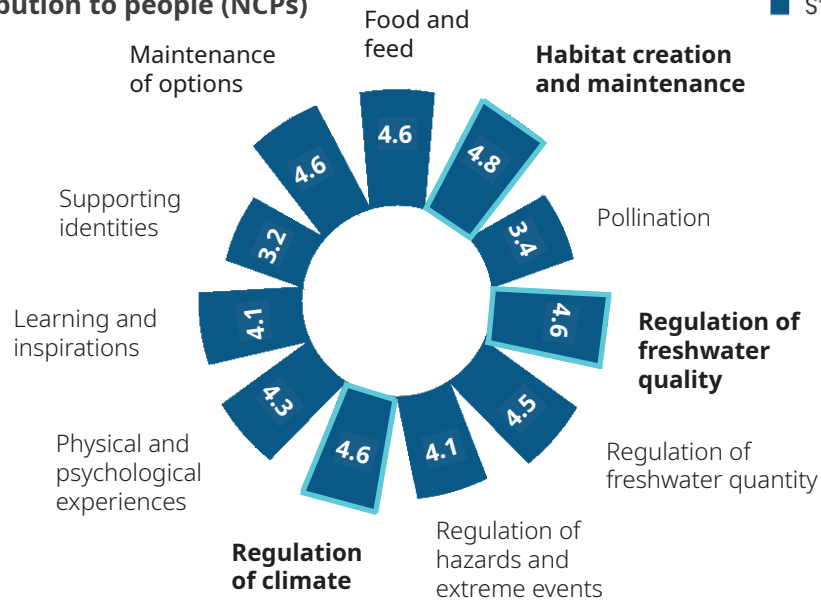 to people (NCPs)
Food and
feed
Maintenance
of options
Habitat creation
and maintenance
4.6
4.8
4.6
Supporting
identities
3.2
3.4
Pollination
Learning and
inspirations
4.1
4.6
Regulation of
freshwater
quality
4.3
4.5
4.6
4.1
Physical and
psychological
experiences
Regulation of
freshwater quantity
Regulation
of climate
Regulation of
hazards and
extreme events